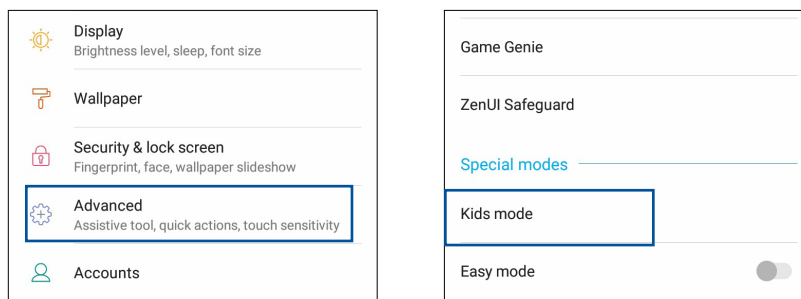 Display
Brightness level, sleep, font size
Wallpaper
Security & lock screen
Fingerprint, face, wallpaper slideshow
Advanced
Assistive tool, quick actions, touch sensitivity
Accounts
Game Genie
ZenUI Safeguard
Special modes
Kids mode
Easy mode